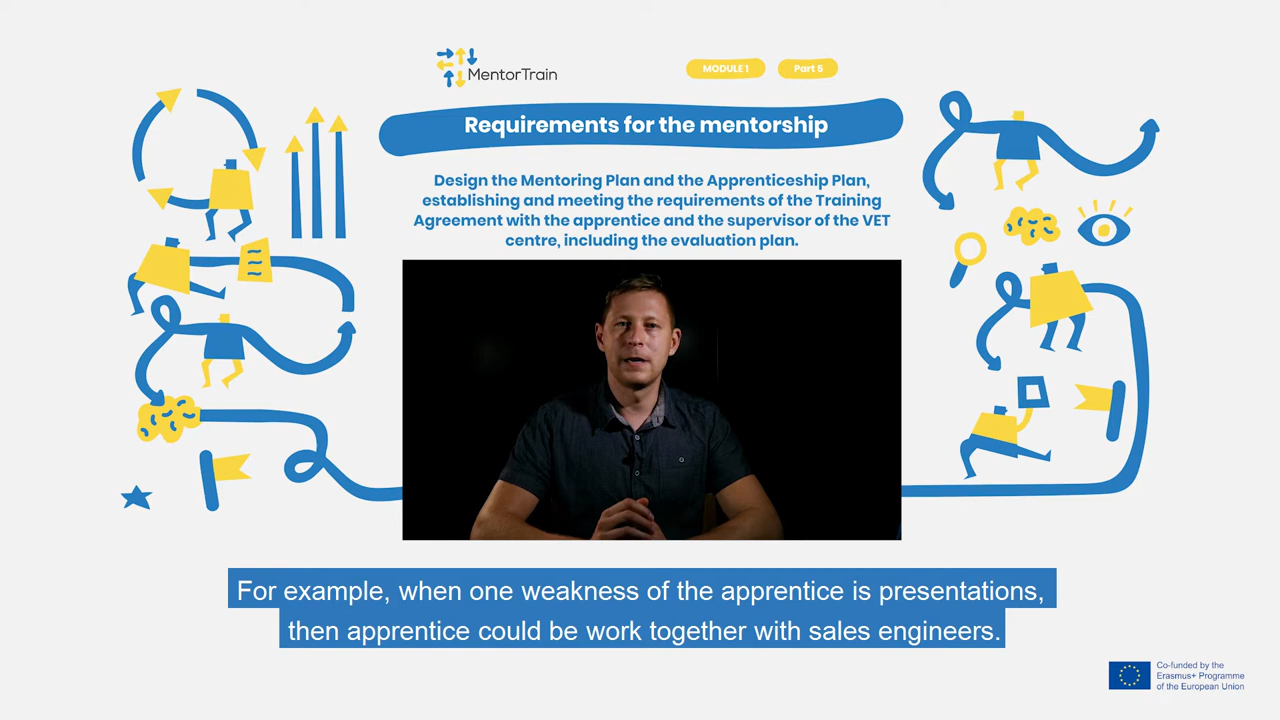 MentorTrain
MODULE 1
Part 6
Requirements for the mentorship
Design the Mentoring Plan and the Apprenticeship Plan,
establishing and meeting the requirements of the Training
Agreement with the apprentice and the supervisor of the VET
centre, including the evaluation plan.
For example, when one weakness of the apprentice is presentations,
then apprentice could be work together with sales engineers.
Co-funded by the
Erasmus+ Programme
of the European Union